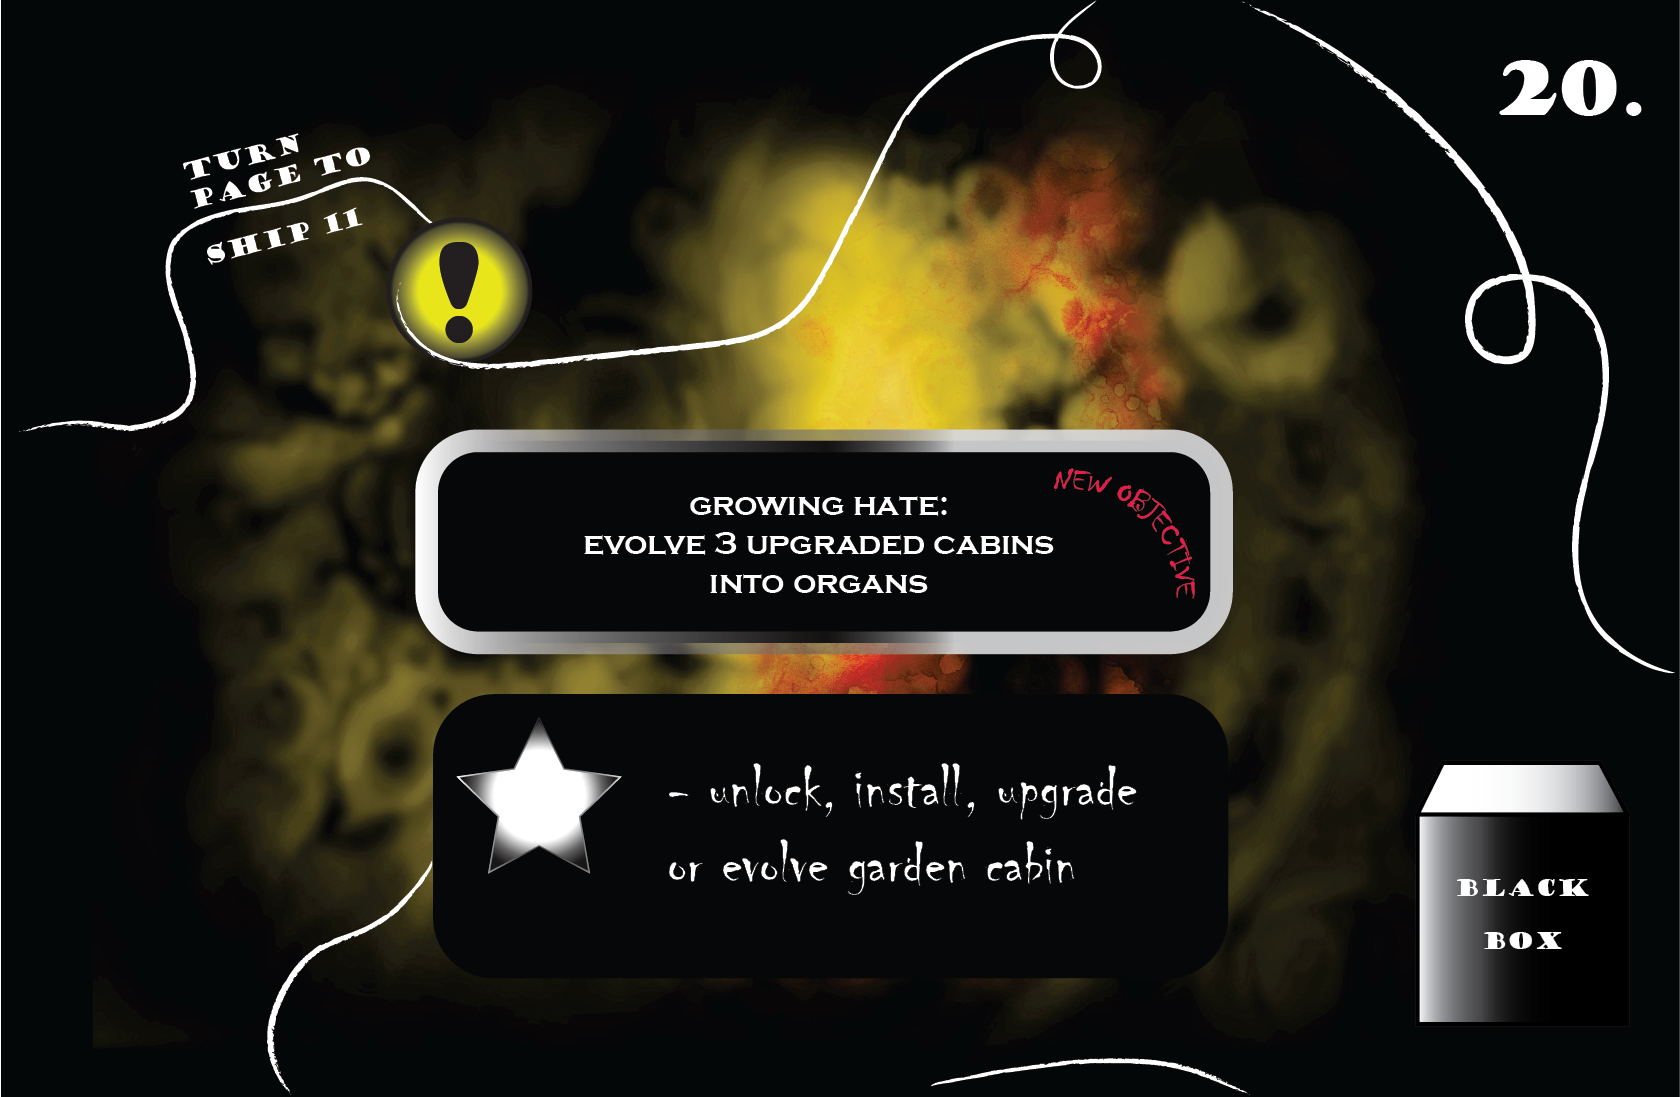 20.
TURN
PAGE TO
SHIP II
!
GROWING HATE:
EVOLVE 3 UPGRADED CABINS
INTO ORGANS
NEW OBJECTIVE
- unlock, install, upgrade
or evolve garden cabin
BLACK
BOX